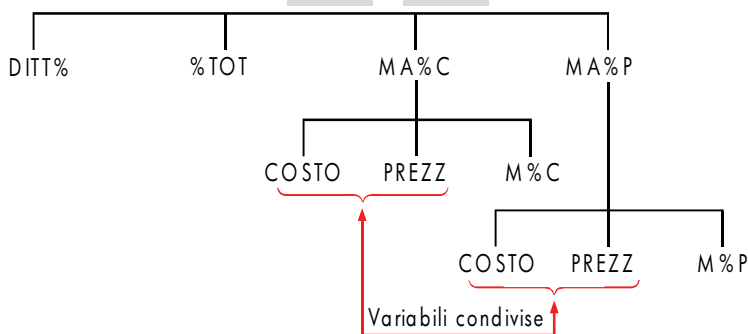 DITT% %TOT MA%C MA%P
COSTO PREZZ M%C
COSTO PREZZ M%P
Variabili condivise